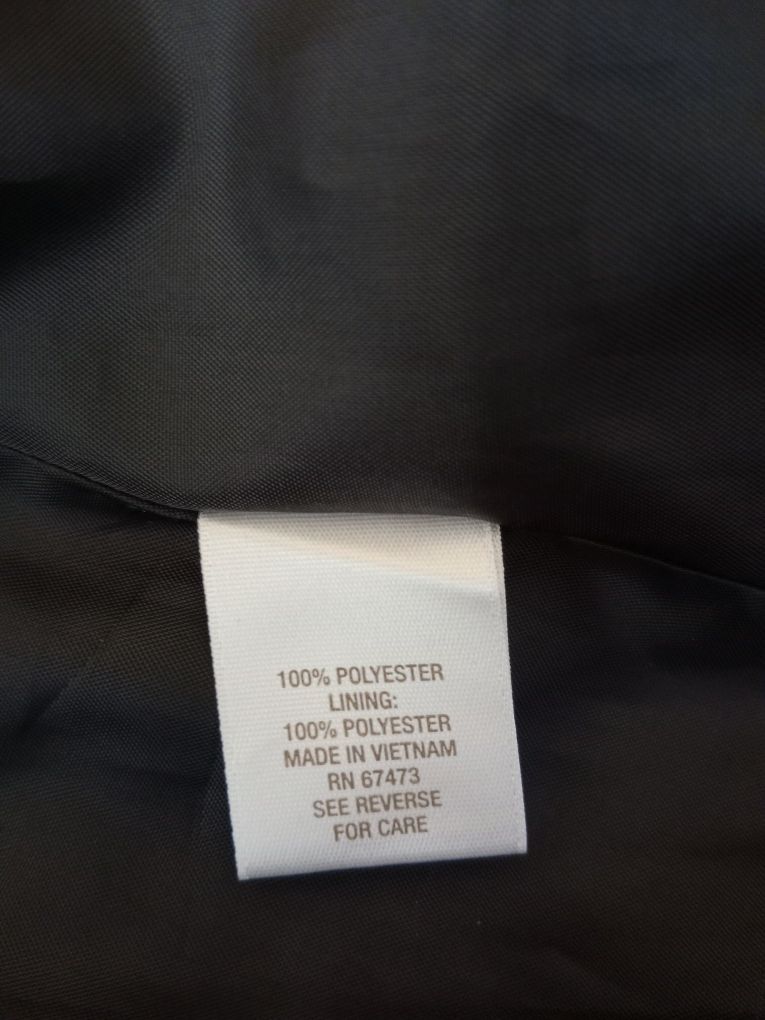 100% POLYESTER
LINING:
100% POLYESTER
MADE IN VIETNAM
RN 67473
SEE REVERSE
FOR CARE